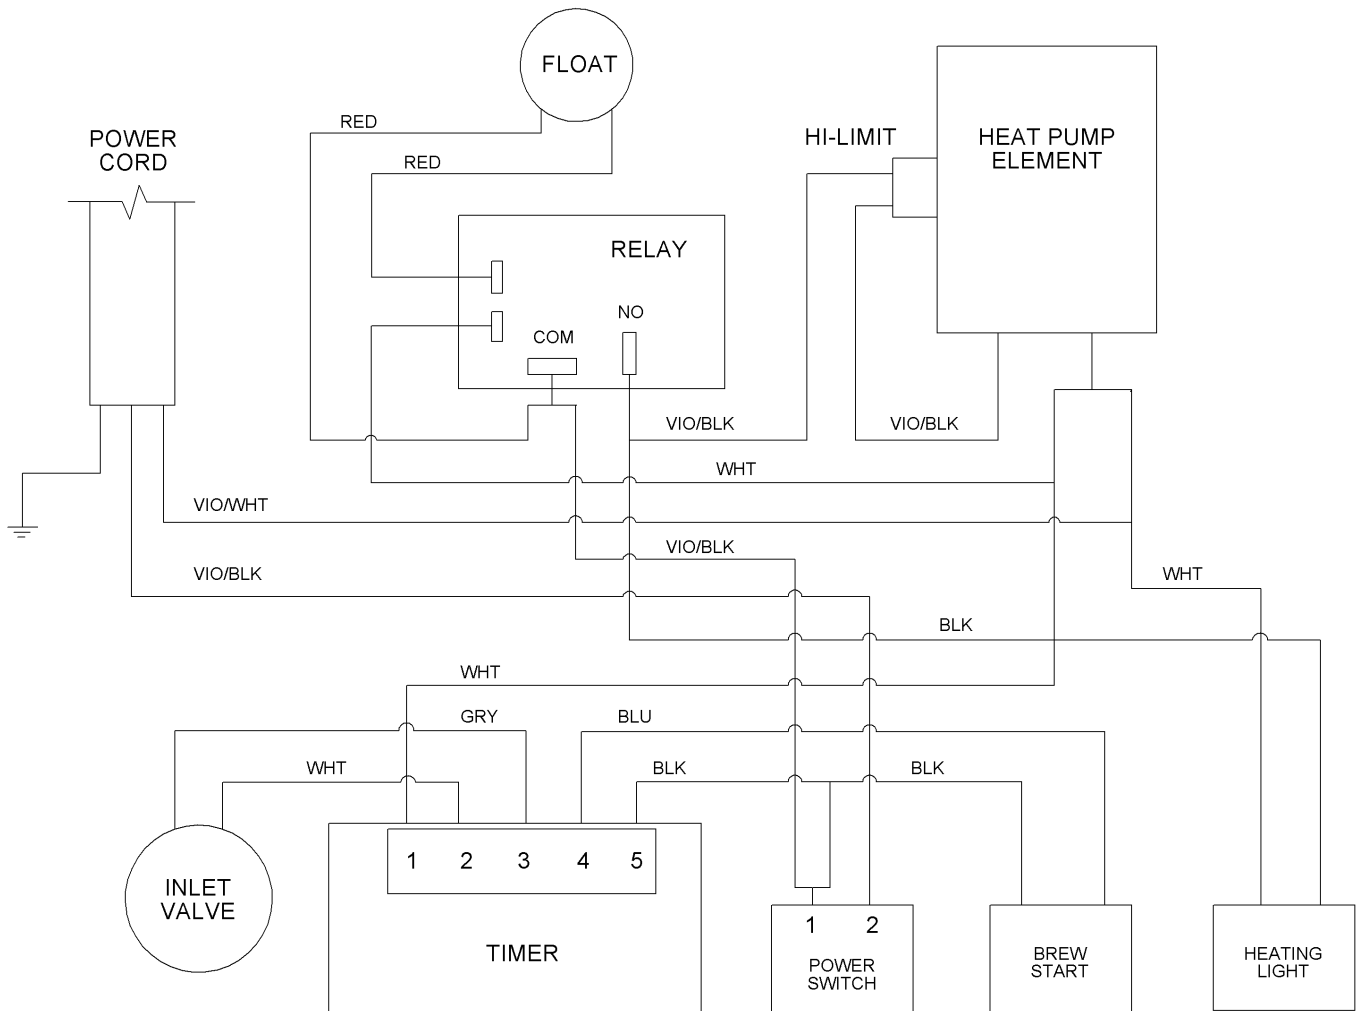 FLOAT
RED
RED
POWER
CORD
HI-LIMIT
HEAT PUMP
ELEMENT
RELAY
NO
COM
VIO/BLK
VIO/BLK
WHT
VIO/WHT
VIO/BLK
VIO/BLK
WHT
BLK
WHT
GRY
BLU
WHT
BLK
BLK
1 2 3 4 5
INLET
VALVE
TIMER
1 2
POWER
SWITCH
BREW
START
HEATING
LIGHT